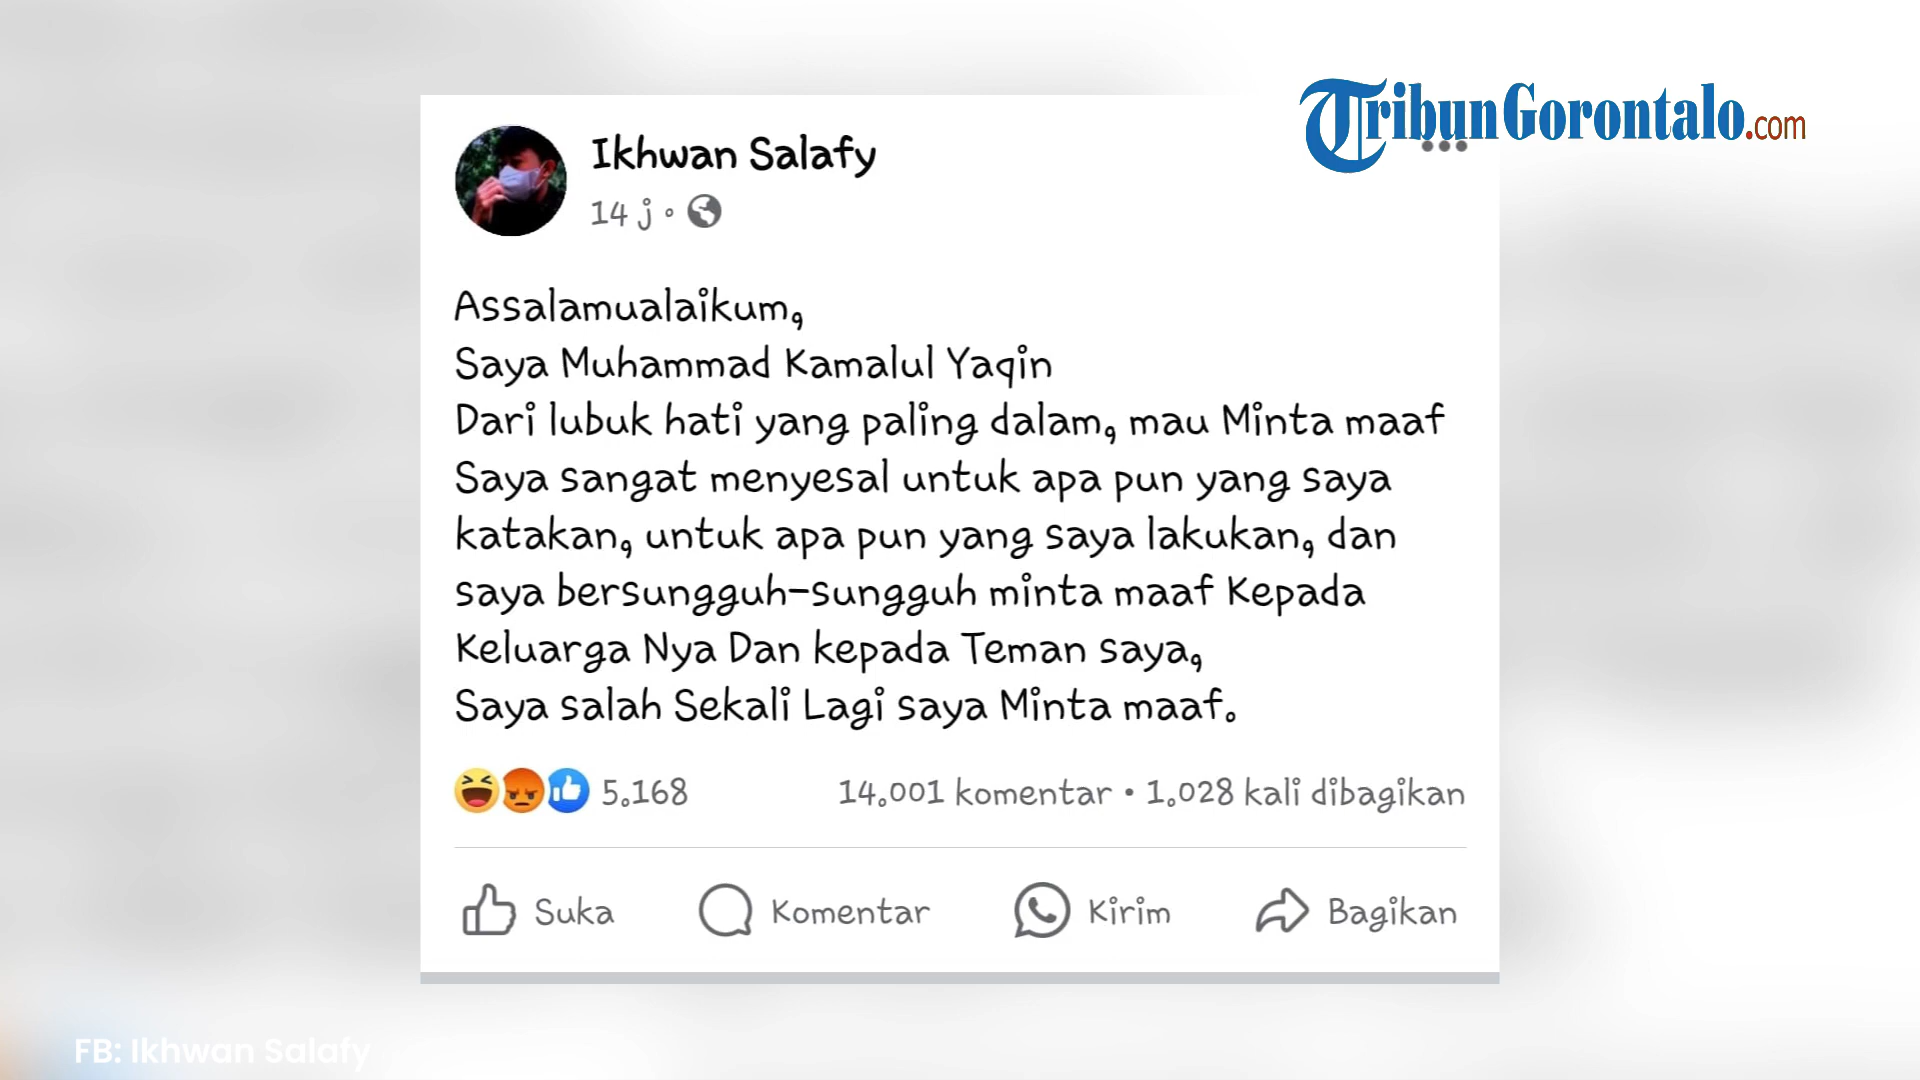 TribunGorontalo.com
Ikhwan Salafy
14 j
Assalamualaikum,
Saya Muhammad Kamalul Yaqin
Dari lubuk hati yang paling dalam, mau Minta maaf
Saya sangat menyesal untuk apa pun yang saya
katakan, untuk apa pun yang saya lakukan, dan
saya bersungguh-sungguh minta maaf Kepada
Keluarga Nya Dan kepada Teman saya,
Saya salah Sekali Lagi saya Minta maaf.
5.168 14.001 komentar • 1.028 kali dibagikan
Suka Komentar Kirim Bagikan
FB: Ikhwan Salafy